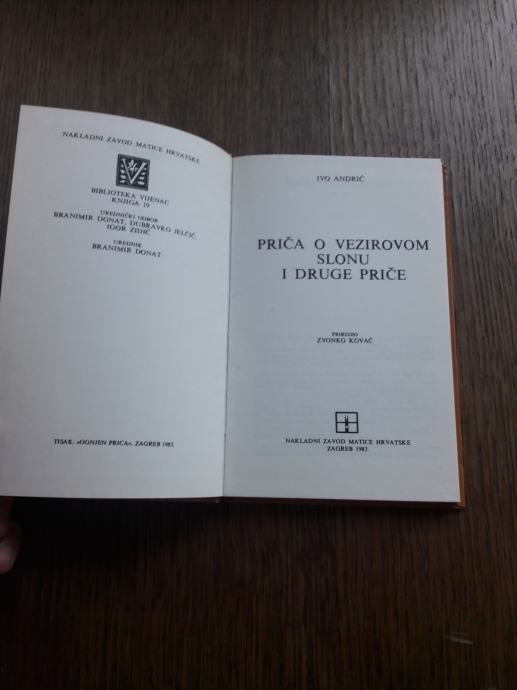 NAKLADNI ZAVOD MATICE HRVATSKE
BIBLIOTEKA VIJENAC
KNJIGA 19
UREDNIČKI ODBOR
BRANIMIR DONAT, DUBRAVKO JELČIĆ,
IGOR ZIDIĆ
UREDNIK
BRANIMIR DONAT
TISAK: »OGNJEN PRICA«, ZAGREB 1983.
IVO ANDRIĆ
PRIČA O VEZIROVOM
SLONU
I DRUGE PRIČE
PRIREDIO
ZVONKO KOVAČ
NAKLADNI ZAVOD MATICE HRVATSKE
ZAGREB 1983.